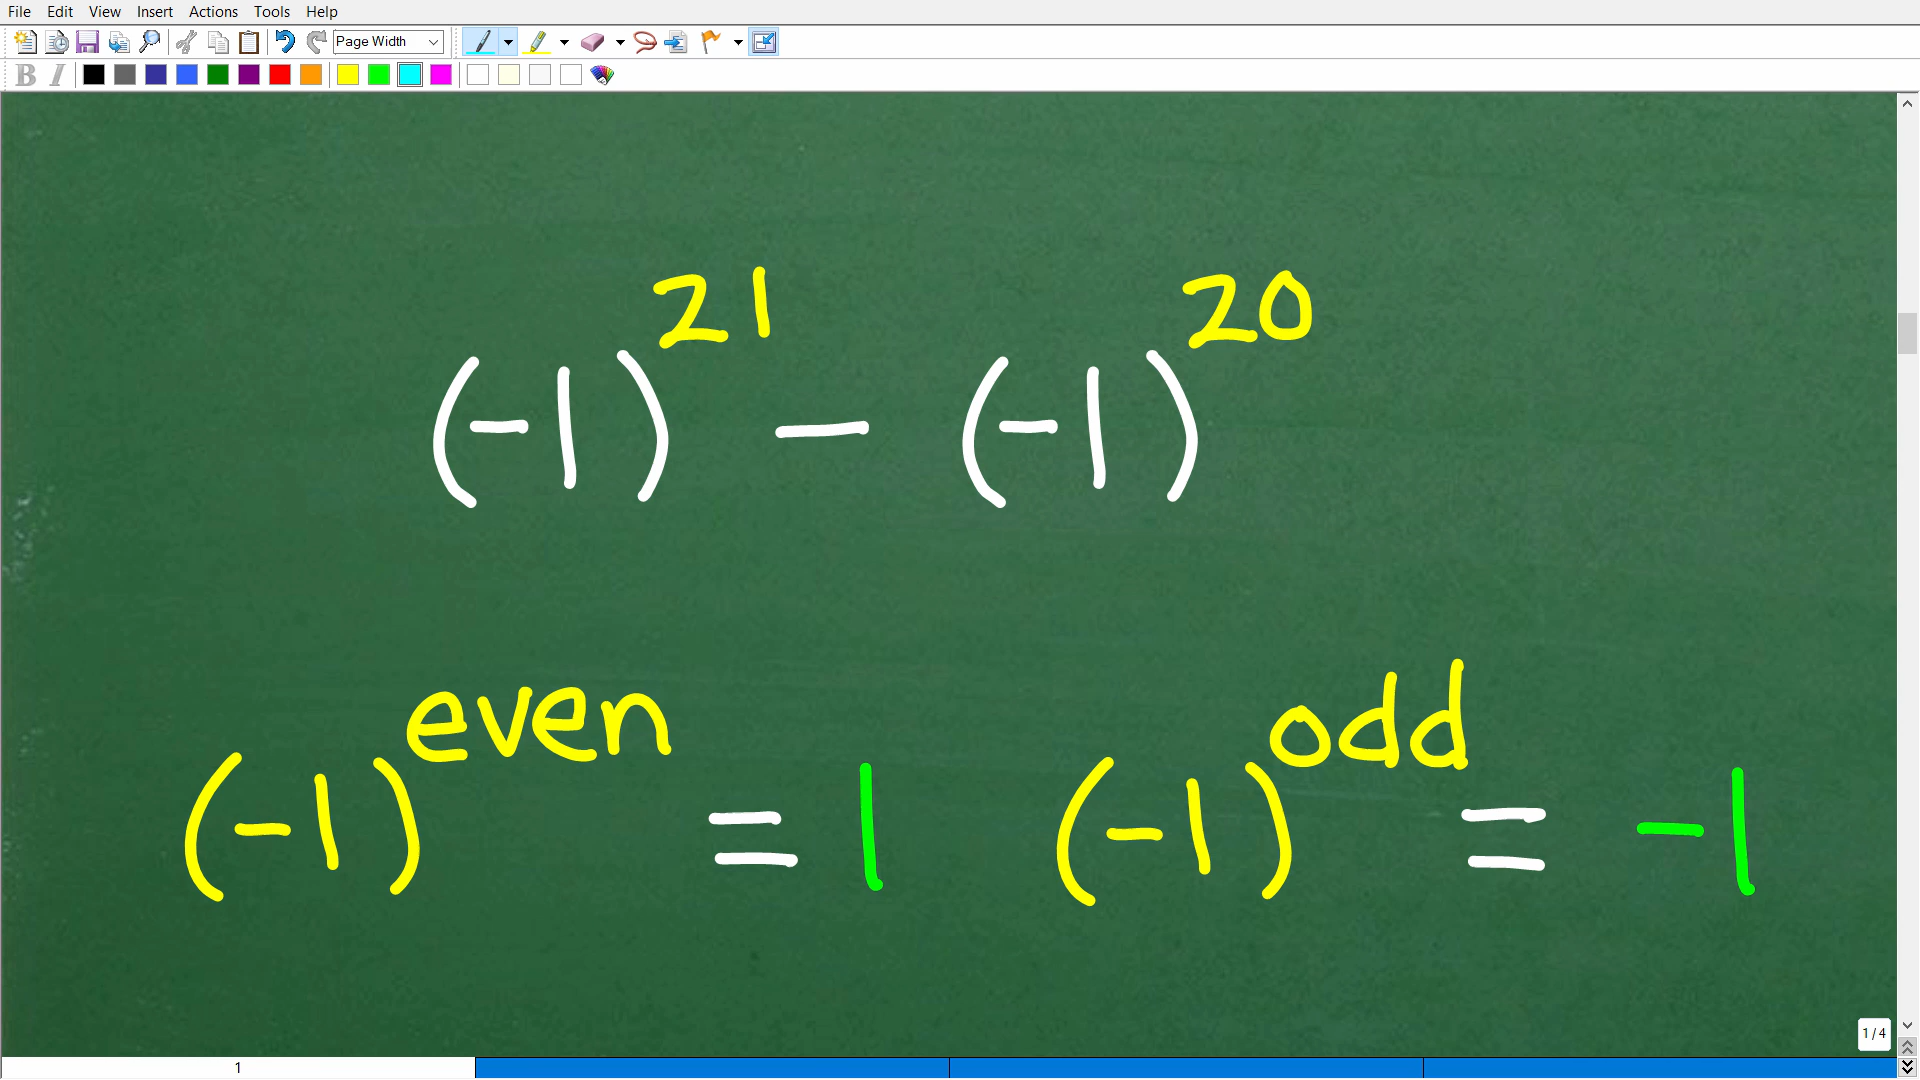 File Edit View Insert Actions Tools Help
Page Width
B I
(-1)^21 - (-1)^20
(-1)^even = 1 (-1)^odd = -1
1/4
1